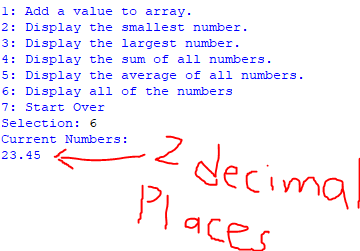 1: Add a value to array.
2: Display the smallest number.
3: Display the largest number.
4: Display the sum of all numbers.
5: Display the average of all numbers.
6: Display all of the numbers
7: Start Over
Selection: 6
Current Numbers:
23.45
2 decimal
Places